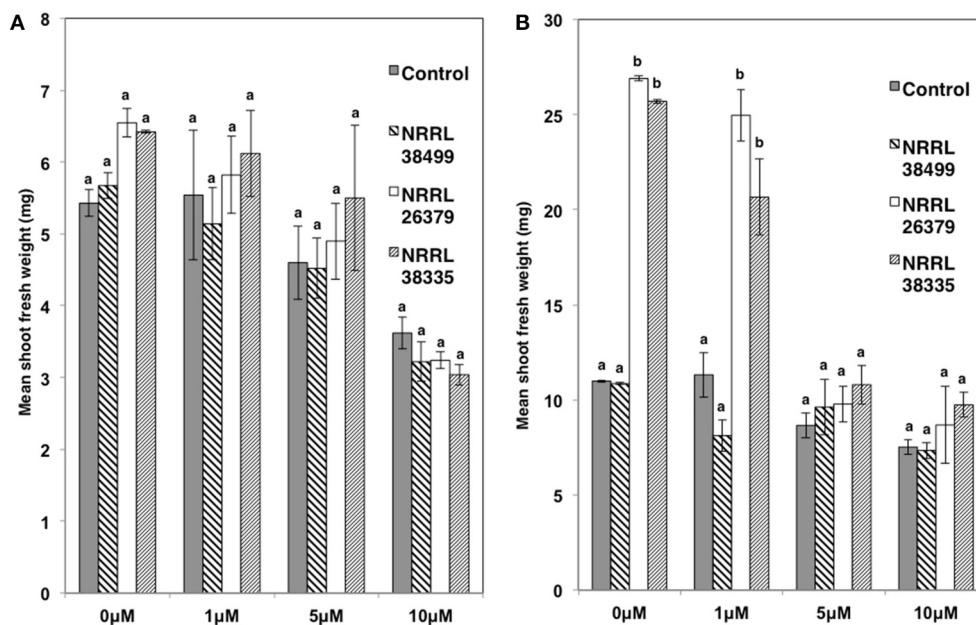 A
Mean shoot fresh weight (mg)
8
7
6
5
4
3
2
1
0
a a a a
a a a a
a a a a
a a a a
Control
NRRL
38499
NRRL
26379
NRRL
38335
0µM 1µM 5µM 10µM
B
Mean shoot fresh weight (mg)
30
25
20
15
10
5
0
a a b b
a a b b
a a a a
a a a a
Control
NRRL
38499
NRRL
26379
NRRL
38335
0µM 1µM 5µM 10µM